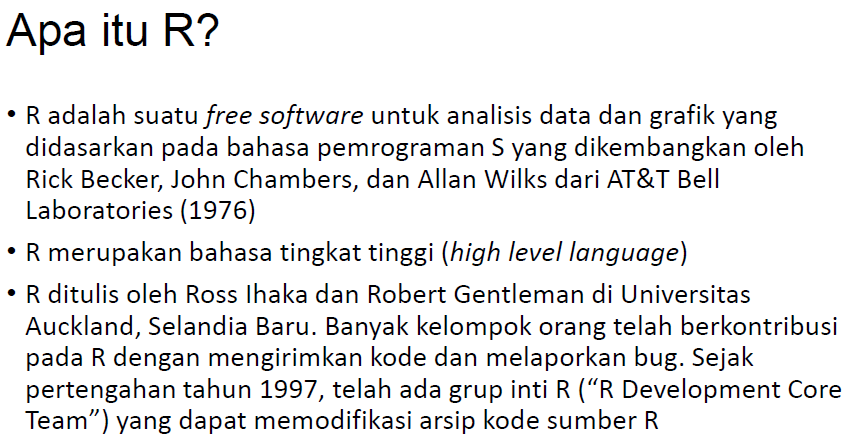 Apa itu R?
• R adalah suatu free software untuk analisis data dan grafik yang
didasarkan pada bahasa pemrograman S yang dikembangkan oleh
Rick Becker, John Chambers, dan Allan Wilks dari AT&T Bell
Laboratories (1976)
• R merupakan bahasa tingkat tinggi (high level language)
• R ditulis oleh Ross Ihaka dan Robert Gentleman di Universitas
Auckland, Selandia Baru. Banyak kelompok orang telah berkontribusi
pada R dengan mengirimkan kode dan melaporkan bug. Sejak
pertengahan tahun 1997, telah ada grup inti R (“R Development Core
Team”) yang dapat memodifikasi arsip kode sumber R